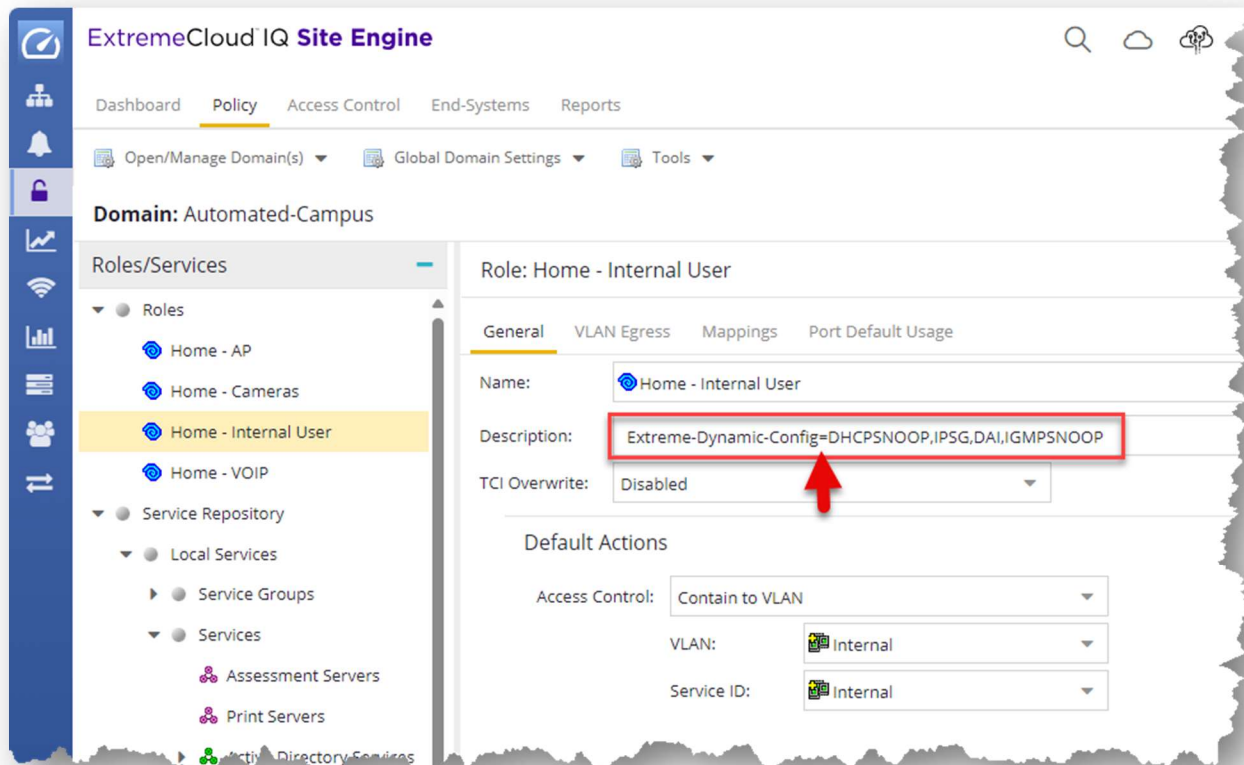 ExtremeCloud IQ Site Engine
Dashboard Policy Access Control End-Systems Reports
Open/Manage Domain(s) Global Domain Settings Tools
Domain: Automated-Campus
Roles/Services
Roles
Home - AP
Home - Cameras
Home - Internal User
Home - VOIP
Service Repository
Local Services
Service Groups
Services
Assessment Servers
Print Servers
Active Directory Services
Role: Home - Internal User
General VLAN Egress Mappings Port Default Usage
Name: Home - Internal User
Description: Extreme-Dynamic-Config=DHCPSNOOP,IPSG,DAI,IGMPSNOOP
TCI Overwrite: Disabled
Default Actions
Access Control: Contain to VLAN
VLAN: Internal
Service ID: Internal